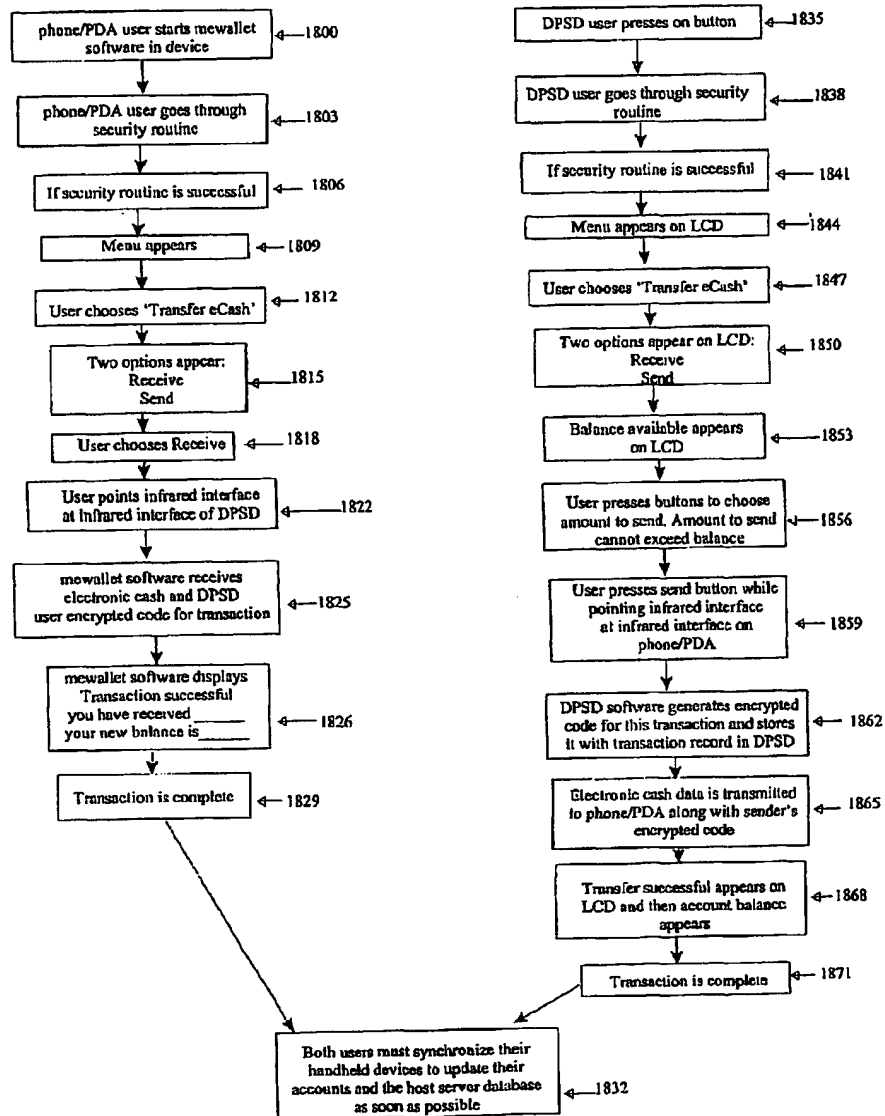 phone/PDA user starts mewallet
software in device
1800
phone/PDA user goes through
security routine
1803
If security routine is successful
1806
Menu appears
1809
User chooses 'Transfer eCash'
1812
Two options appear:
Receive
Send
1815
User chooses Receive
1818
User points infrared interface
at infrared interface of DPSD
1822
mewallet software receives
electronic cash and DPSD
user encrypted code for transaction
1825
mewallet software displays
Transaction successful
you have received ______
your new balance is______
1826
Transaction is complete
1829
DPSD user presses on button
1835
DPSD user goes through security
routine
1838
If security routine is successful
1841
Menu appears on LCD
1844
User chooses 'Transfer eCash'
1847
Two options appear on LCD:
Receive
Send
1850
Balance available appears
on LCD
1853
User presses buttons to choose
amount to send. Amount to send
cannot exceed balance
1856
User presses send button while
pointing infrared interface
at infrared interface on
phone/PDA
1859
DPSD software generates encrypted
code for this transaction and stores
it with transaction record in DPSD
1862
Electronic cash data is transmitted
to phone/PDA along with sender's
encrypted code
1865
Transfer successful appears on
LCD and then account balance
appears
1868
Transaction is complete
1871
Both users must synchronize their
handheld devices to update their
accounts and the host server database
as soon as possible
1832